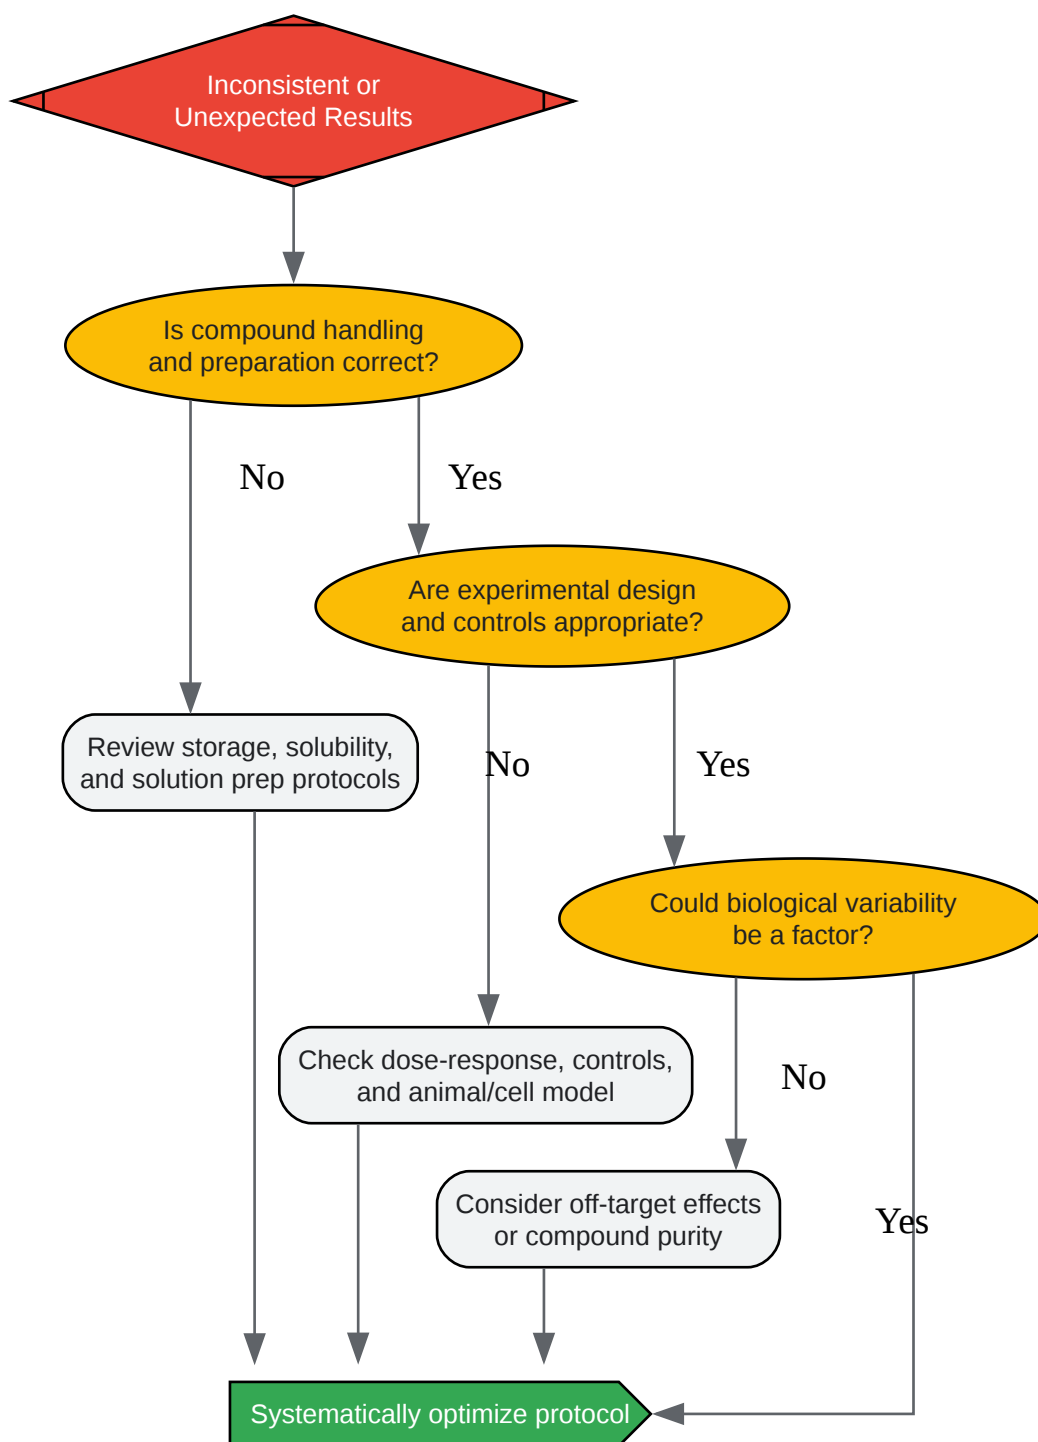 Inconsistent or
Unexpected Results
Is compound handling
and preparation correct?
No
Yes
Are experimental design
and controls appropriate?
Review storage, solubility,
and solution prep protocols
No
Yes
Could biological variability
be a factor?
Check dose-response, controls,
and animal/cell model
No
Consider off-target effects
or compound purity
Yes
Systematically optimize protocol